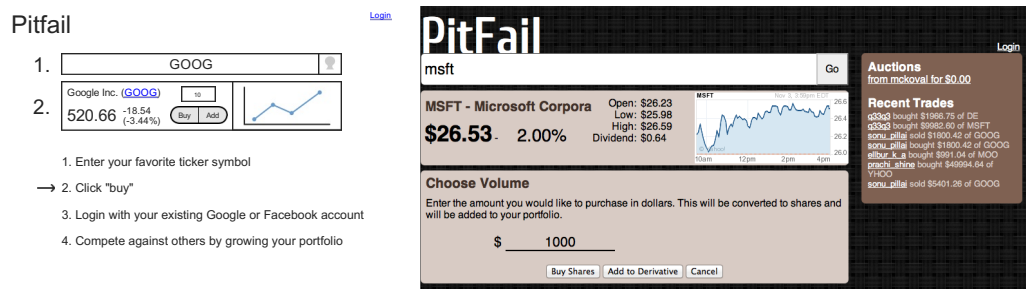 Pitfail
Login
1.
GOOG
2.
Google Inc. (GOOG)
10
520.66
-18.54
(-3.44%)
Buy
Add
1. Enter your favorite ticker symbol
→ 2. Click "buy"
3. Login with your existing Google or Facebook account
4. Compete against others by growing your portfolio
PitFail
Login
msft
Go
MSFT - Microsoft Corpora
$26.53 - 2.00%
Open: $26.23
Low: $25.98
High: $26.59
Dividend: $0.64
MSFT
Nov 3, 3:59pm EDT
26.6
26.4
26.2
26.0
10am 12pm 2pm 4pm
Choose Volume
Enter the amount you would like to purchase in dollars. This will be converted to shares and
will be added to your portfolio.
$ 1000
Buy Shares
Add to Derivative
Cancel
Auctions
from mckoval for $0.00
Recent Trades
q33q3 bought $1966.75 of DE
q33q3 bought $9982.60 of MSFT
sonu_pillai sold $1800.42 of GOOG
sonu_pillai bought $1800.42 of GOOG
ellbur_k_a bought $991.04 of MOO
prachi_shine bought $49994.64 of
YHOO
sonu_pillai sold $5401.26 of GOOG